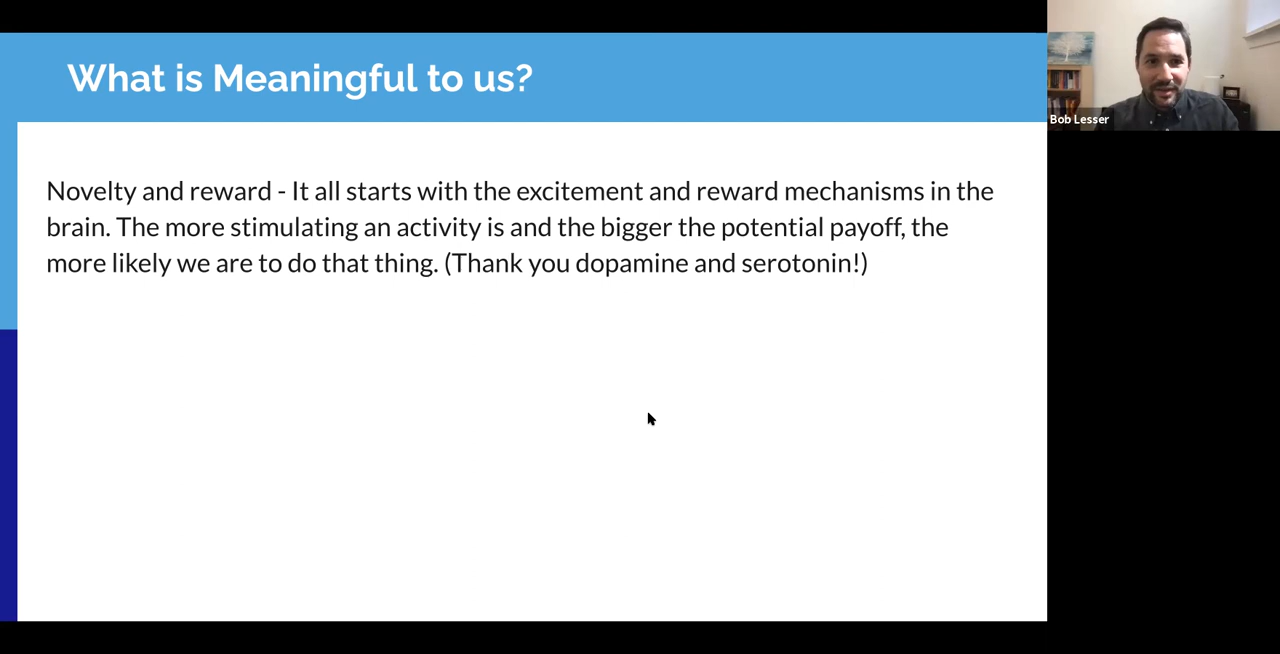 What is Meaningful to us?
Novelty and reward - It all starts with the excitement and reward mechanisms in the
brain. The more stimulating an activity is and the bigger the potential payoff, the
more likely we are to do that thing. (Thank you dopamine and serotonin!)
Bob Lesser